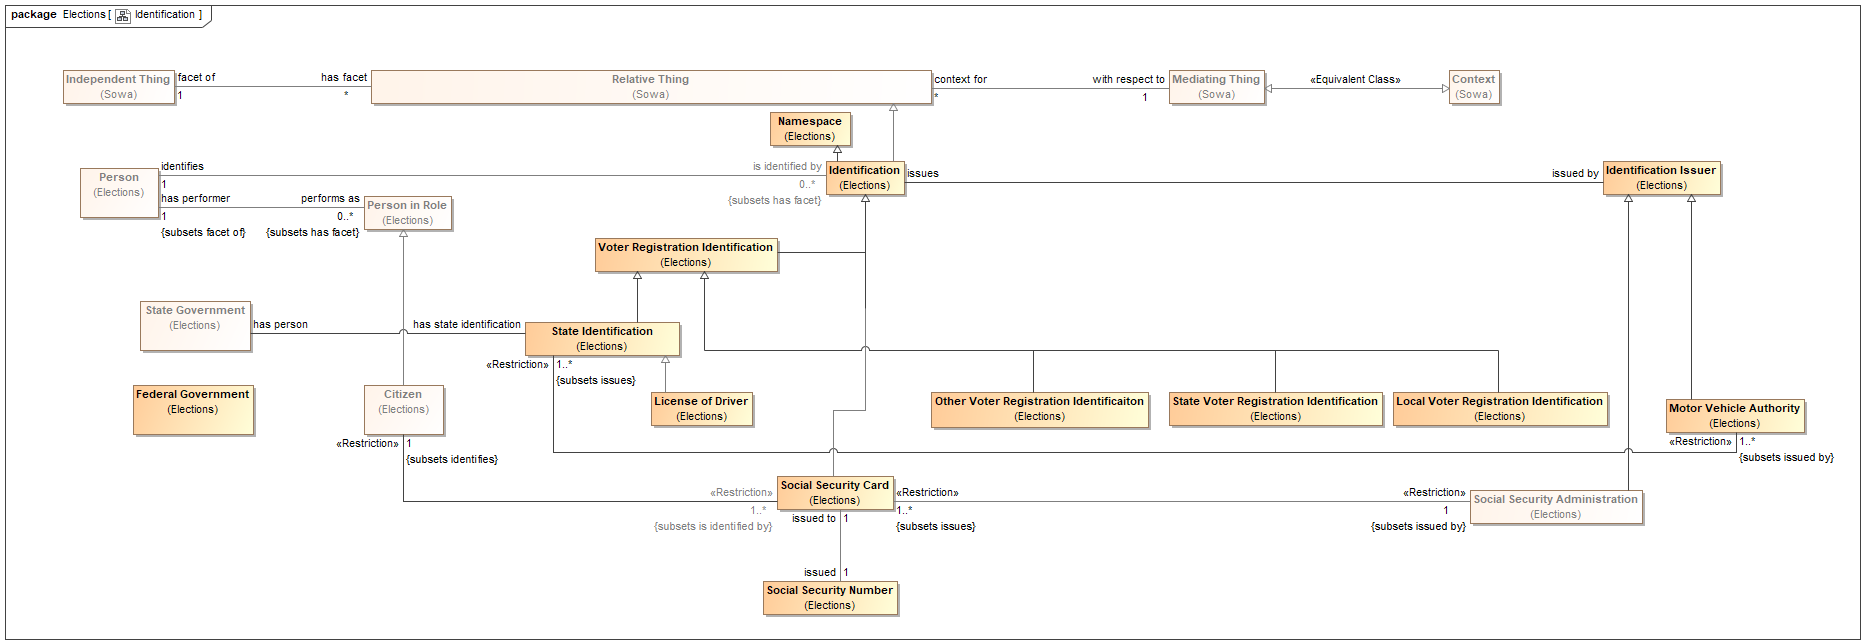 package Elections [ Identification ]
Independent Thing
(Sowa)
facet of
1
has facet
*
Relative Thing
(Sowa)
context for
*
with respect to
1
Mediating Thing
(Sowa)
«Equivalent Class»
Context
(Sowa)
Namespace
(Elections)
Person
(Elections)
identifies
1
is identified by
0..*
{subsets has facet}
Identification
(Elections)
issues
issued by
Identification Issuer
(Elections)
has performer
1
{subsets facet of}
performs as
0..*
{subsets has facet}
Person in Role
(Elections)
Voter Registration Identification
(Elections)
State Government
(Elections)
has person
has state identification
State Identification
(Elections)
«Restriction»
1..*
{subsets issues}
Federal Government
(Elections)
Citizen
(Elections)
«Restriction»
1
{subsets identifies}
License of Driver
(Elections)
Other Voter Registration Identificaiton
(Elections)
State Voter Registration Identification
(Elections)
Local Voter Registration Identification
(Elections)
Motor Vehicle Authority
(Elections)
«Restriction»
1..*
{subsets issued by}
«Restriction»
1..*
{subsets is identified by}
Social Security Card
(Elections)
«Restriction»
1..*
{subsets issues}
«Restriction»
1
{subsets issued by}
Social Security Administration
(Elections)
issued to
1
issued
1
Social Security Number
(Elections)